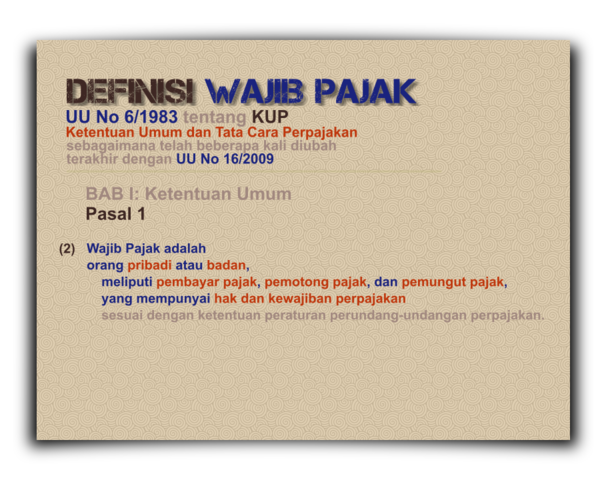 DEFINISI WAJIB PAJAK
UU No 6/1983 tentang KUP
Ketentuan Umum dan Tata Cara Perpajakan
sebagaimana telah beberapa kali diubah
terakhir dengan UU No 16/2009
BAB I: Ketentuan Umum
Pasal 1
(2) Wajib Pajak adalah
orang pribadi atau badan,
meliputi pembayar pajak, pemotong pajak, dan pemungut pajak,
yang mempunyai hak dan kewajiban perpajakan
sesuai dengan ketentuan peraturan perundang-undangan perpajakan.